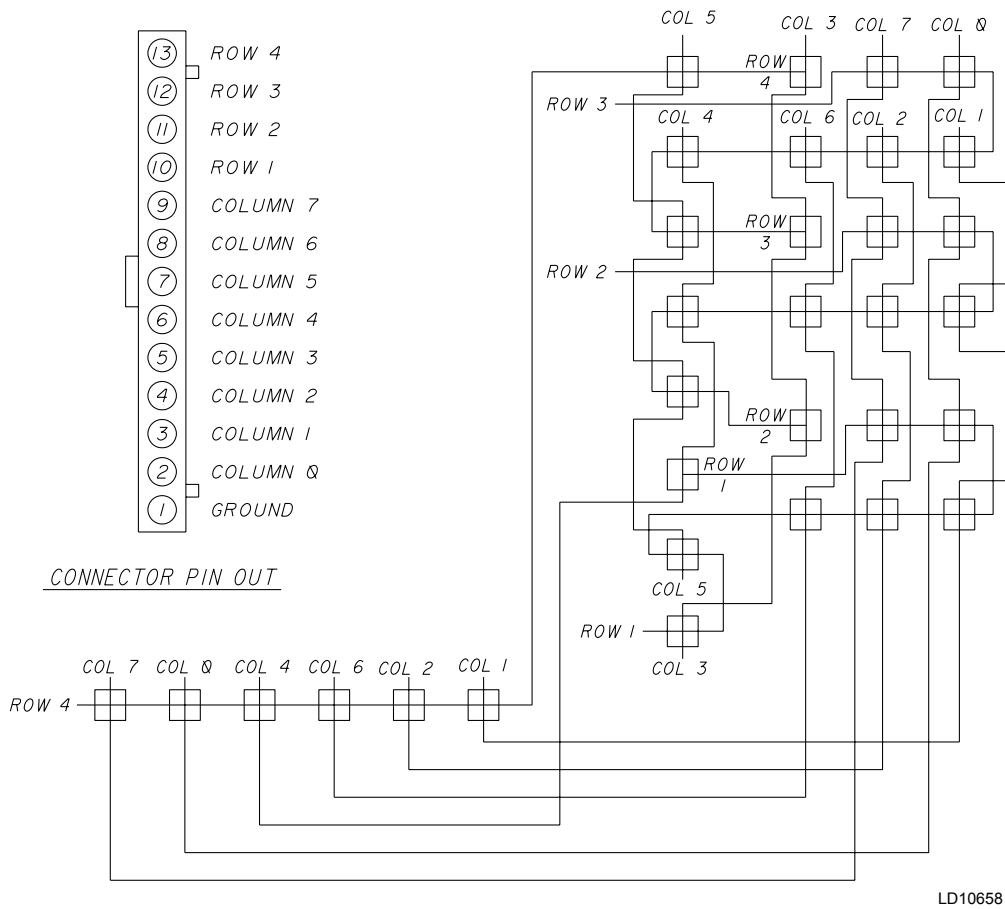 13 ROW 4
12 ROW 3
11 ROW 2
10 ROW 1
9 COLUMN 7
8 COLUMN 6
7 COLUMN 5
6 COLUMN 4
5 COLUMN 3
4 COLUMN 2
3 COLUMN 1
2 COLUMN 0
1 GROUND
CONNECTOR PIN OUT
COL 5 COL 3 COL 7 COL 0
ROW 4
ROW 3
COL 4 COL 6 COL 2 COL 1
ROW 3
ROW 2
ROW 2
ROW 1
COL 5
ROW 1
COL 3
COL 7 COL 0 COL 4 COL 6 COL 2 COL 1
ROW 4
LD10658